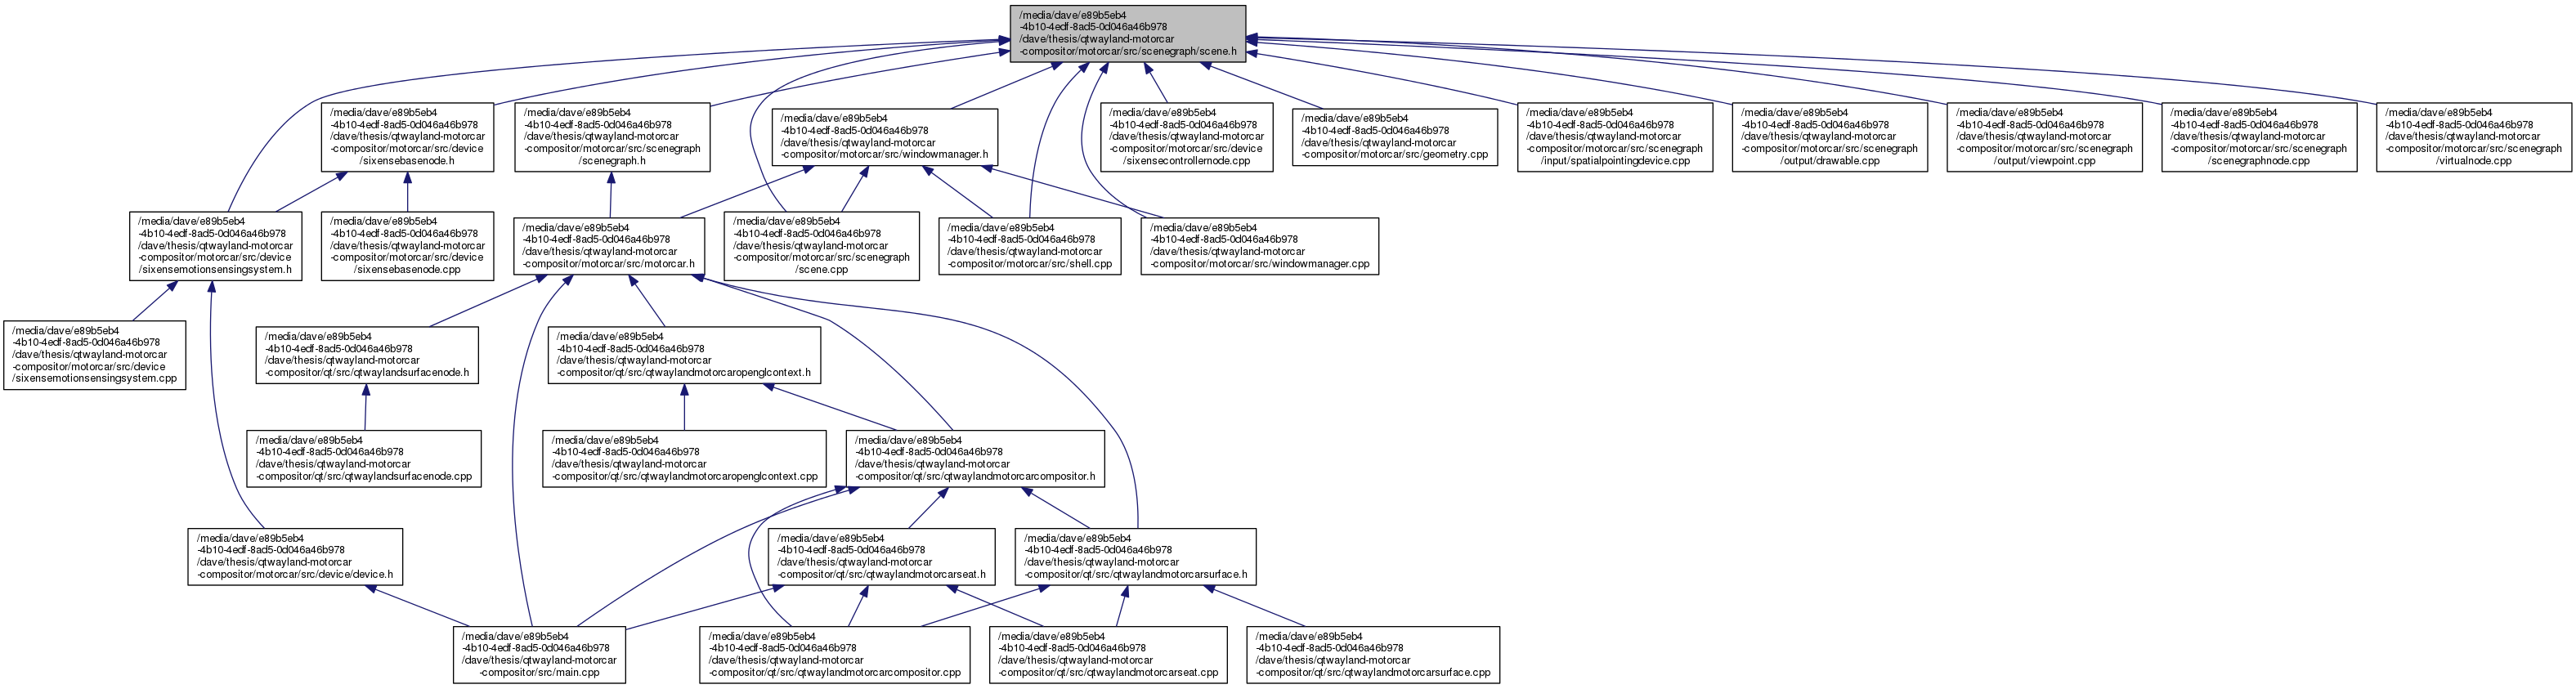 /media/dave/e89b5eb4
-4b10-4edf-8ad5-0d046a46b978
/dave/thesis/qtwayland-motorcar
-compositor/motorcar/src/scenegraph/scene.h
/media/dave/e89b5eb4
-4b10-4edf-8ad5-0d046a46b978
/dave/thesis/qtwayland-motorcar
-compositor/motorcar/src/device
/sixensebasenode.h
/media/dave/e89b5eb4
-4b10-4edf-8ad5-0d046a46b978
/dave/thesis/qtwayland-motorcar
-compositor/motorcar/src/scenegraph
/scenegraph.h
/media/dave/e89b5eb4
-4b10-4edf-8ad5-0d046a46b978
/dave/thesis/qtwayland-motorcar
-compositor/motorcar/src/windowmanager.h
/media/dave/e89b5eb4
-4b10-4edf-8ad5-0d046a46b978
/dave/thesis/qtwayland-motorcar
-compositor/motorcar/src/device
/sixensecontrollernode.cpp
/media/dave/e89b5eb4
-4b10-4edf-8ad5-0d046a46b978
/dave/thesis/qtwayland-motorcar
-compositor/motorcar/src/geometry.cpp
/media/dave/e89b5eb4
-4b10-4edf-8ad5-0d046a46b978
/dave/thesis/qtwayland-motorcar
-compositor/motorcar/src/scenegraph
/input/spatialpointingdevice.cpp
/media/dave/e89b5eb4
-4b10-4edf-8ad5-0d046a46b978
/dave/thesis/qtwayland-motorcar
-compositor/motorcar/src/scenegraph
/output/drawable.cpp
/media/dave/e89b5eb4
-4b10-4edf-8ad5-0d046a46b978
/dave/thesis/qtwayland-motorcar
-compositor/motorcar/src/scenegraph
/output/viewpoint.cpp
/media/dave/e89b5eb4
-4b10-4edf-8ad5-0d046a46b978
/dave/thesis/qtwayland-motorcar
-compositor/motorcar/src/scenegraph
/scenegraphnode.cpp
/media/dave/e89b5eb4
-4b10-4edf-8ad5-0d046a46b978
/dave/thesis/qtwayland-motorcar
-compositor/motorcar/src/scenegraph
/virtualnode.cpp
/media/dave/e89b5eb4
-4b10-4edf-8ad5-0d046a46b978
/dave/thesis/qtwayland-motorcar
-compositor/motorcar/src/device
/sixensemotionsensingsystem.h
/media/dave/e89b5eb4
-4b10-4edf-8ad5-0d046a46b978
/dave/thesis/qtwayland-motorcar
-compositor/motorcar/src/device
/sixensebasenode.cpp
/media/dave/e89b5eb4
-4b10-4edf-8ad5-0d046a46b978
/dave/thesis/qtwayland-motorcar
-compositor/motorcar/src/motorcar.h
/media/dave/e89b5eb4
-4b10-4edf-8ad5-0d046a46b978
/dave/thesis/qtwayland-motorcar
-compositor/motorcar/src/scenegraph
/scene.cpp
/media/dave/e89b5eb4
-4b10-4edf-8ad5-0d046a46b978
/dave/thesis/qtwayland-motorcar
-compositor/motorcar/src/shell.cpp
/media/dave/e89b5eb4
-4b10-4edf-8ad5-0d046a46b978
/dave/thesis/qtwayland-motorcar
-compositor/motorcar/src/windowmanager.cpp
/media/dave/e89b5eb4
-4b10-4edf-8ad5-0d046a46b978
/dave/thesis/qtwayland-motorcar
-compositor/motorcar/src/device
/sixensemotionsensingsystem.cpp
/media/dave/e89b5eb4
-4b10-4edf-8ad5-0d046a46b978
/dave/thesis/qtwayland-motorcar
-compositor/qt/src/qtwaylandsurfacenode.h
/media/dave/e89b5eb4
-4b10-4edf-8ad5-0d046a46b978
/dave/thesis/qtwayland-motorcar
-compositor/qt/src/qtwaylandmotorcaropenglcontext.h
/media/dave/e89b5eb4
-4b10-4edf-8ad5-0d046a46b978
/dave/thesis/qtwayland-motorcar
-compositor/qt/src/qtwaylandsurfacenode.cpp
/media/dave/e89b5eb4
-4b10-4edf-8ad5-0d046a46b978
/dave/thesis/qtwayland-motorcar
-compositor/qt/src/qtwaylandmotorcaropenglcontext.cpp
/media/dave/e89b5eb4
-4b10-4edf-8ad5-0d046a46b978
/dave/thesis/qtwayland-motorcar
-compositor/qt/src/qtwaylandmotorcarcompositor.h
/media/dave/e89b5eb4
-4b10-4edf-8ad5-0d046a46b978
/dave/thesis/qtwayland-motorcar
-compositor/motorcar/src/device/device.h
/media/dave/e89b5eb4
-4b10-4edf-8ad5-0d046a46b978
/dave/thesis/qtwayland-motorcar
-compositor/qt/src/qtwaylandmotorcarseat.h
/media/dave/e89b5eb4
-4b10-4edf-8ad5-0d046a46b978
/dave/thesis/qtwayland-motorcar
-compositor/qt/src/qtwaylandmotorcarsurface.h
/media/dave/e89b5eb4
-4b10-4edf-8ad5-0d046a46b978
/dave/thesis/qtwayland-motorcar
-compositor/src/main.cpp
/media/dave/e89b5eb4
-4b10-4edf-8ad5-0d046a46b978
/dave/thesis/qtwayland-motorcar
-compositor/qt/src/qtwaylandmotorcarcompositor.cpp
/media/dave/e89b5eb4
-4b10-4edf-8ad5-0d046a46b978
/dave/thesis/qtwayland-motorcar
-compositor/qt/src/qtwaylandmotorcarseat.cpp
/media/dave/e89b5eb4
-4b10-4edf-8ad5-0d046a46b978
/dave/thesis/qtwayland-motorcar
-compositor/qt/src/qtwaylandmotorcarsurface.cpp